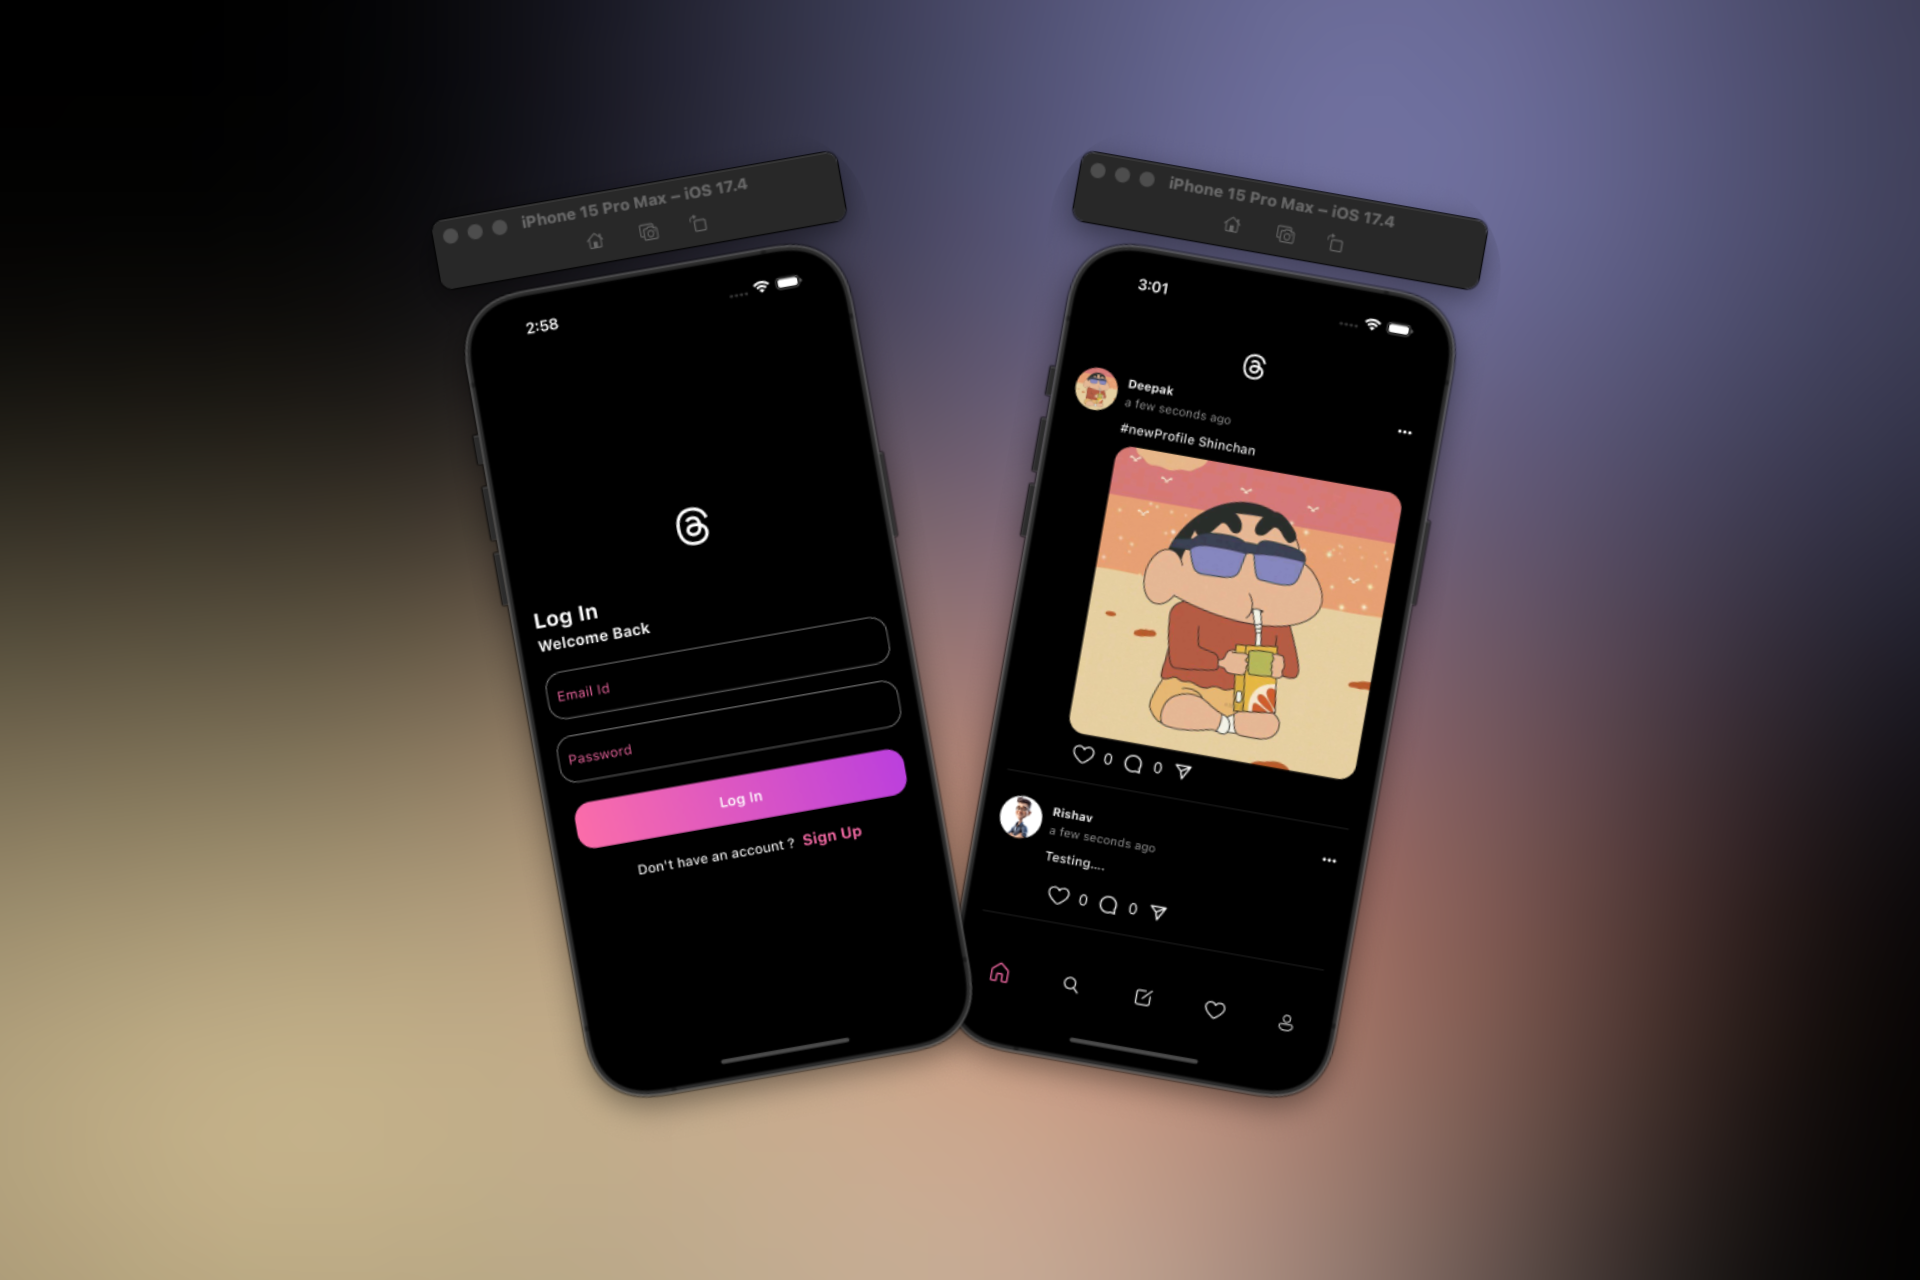 iPhone 15 Pro Max – iOS 17.4
2:58
Log In
Welcome Back
Email Id
Password
Log In
Don't have an account ? Sign Up
iPhone 15 Pro Max – iOS 17.4
3:01
Deepak
a few seconds ago
#newProfile Shinchan
0 0
Rishav
a few seconds ago
Testing....
0 0